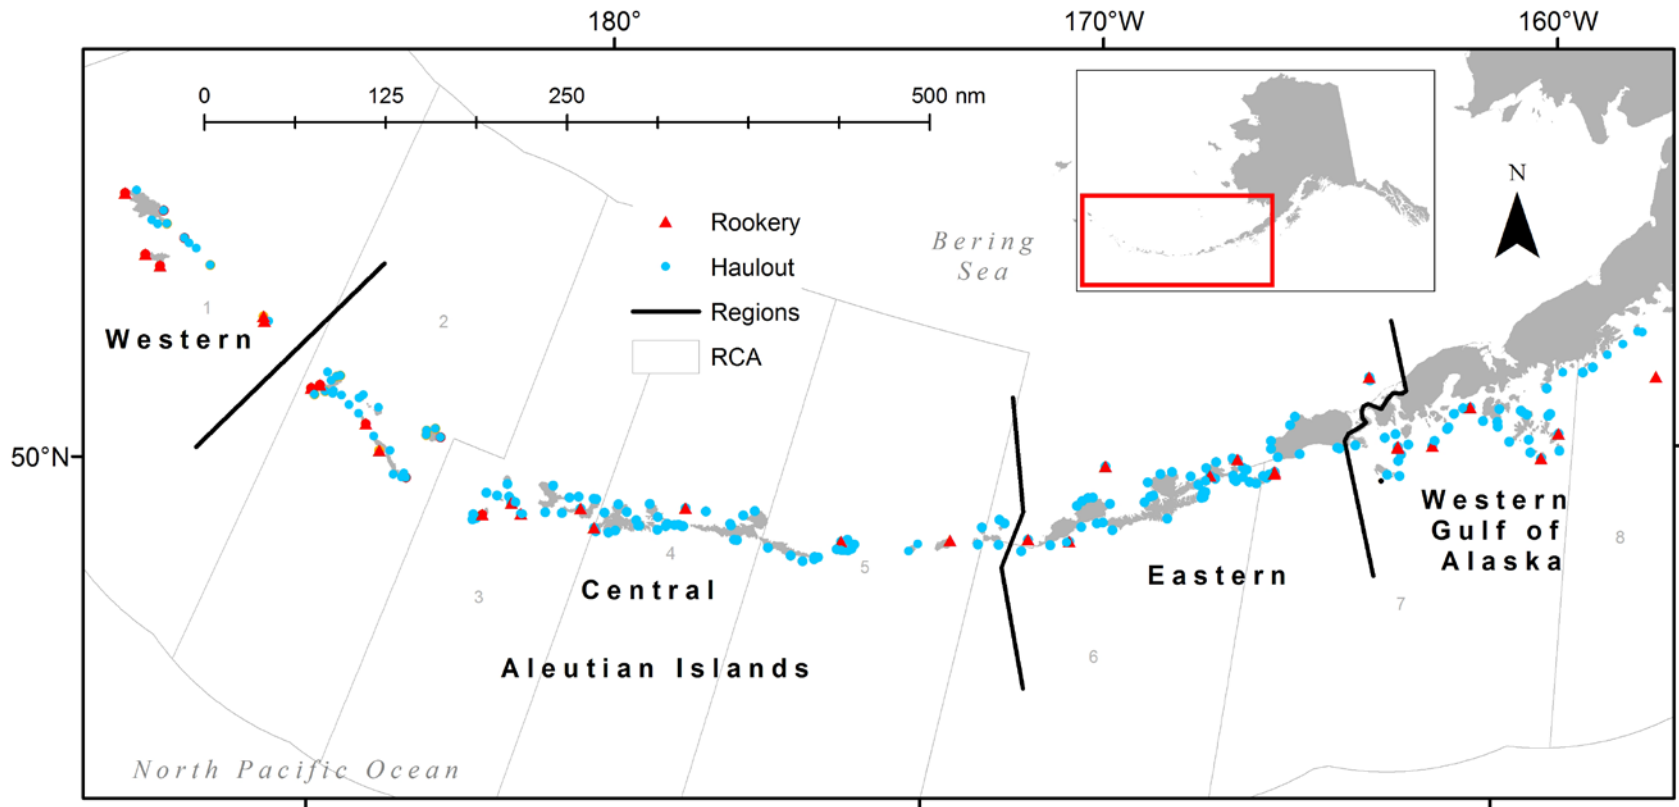 180°
170°W
160°W
0
125
250
500 nm
N
Rookery
Haulout
Regions
RCA
Bering
Sea
1
Western
2
50°N
Western
Gulf of
Alaska
8
4
5
Central
Eastern
3
7
6
Aleutian Islands
North Pacific Ocean